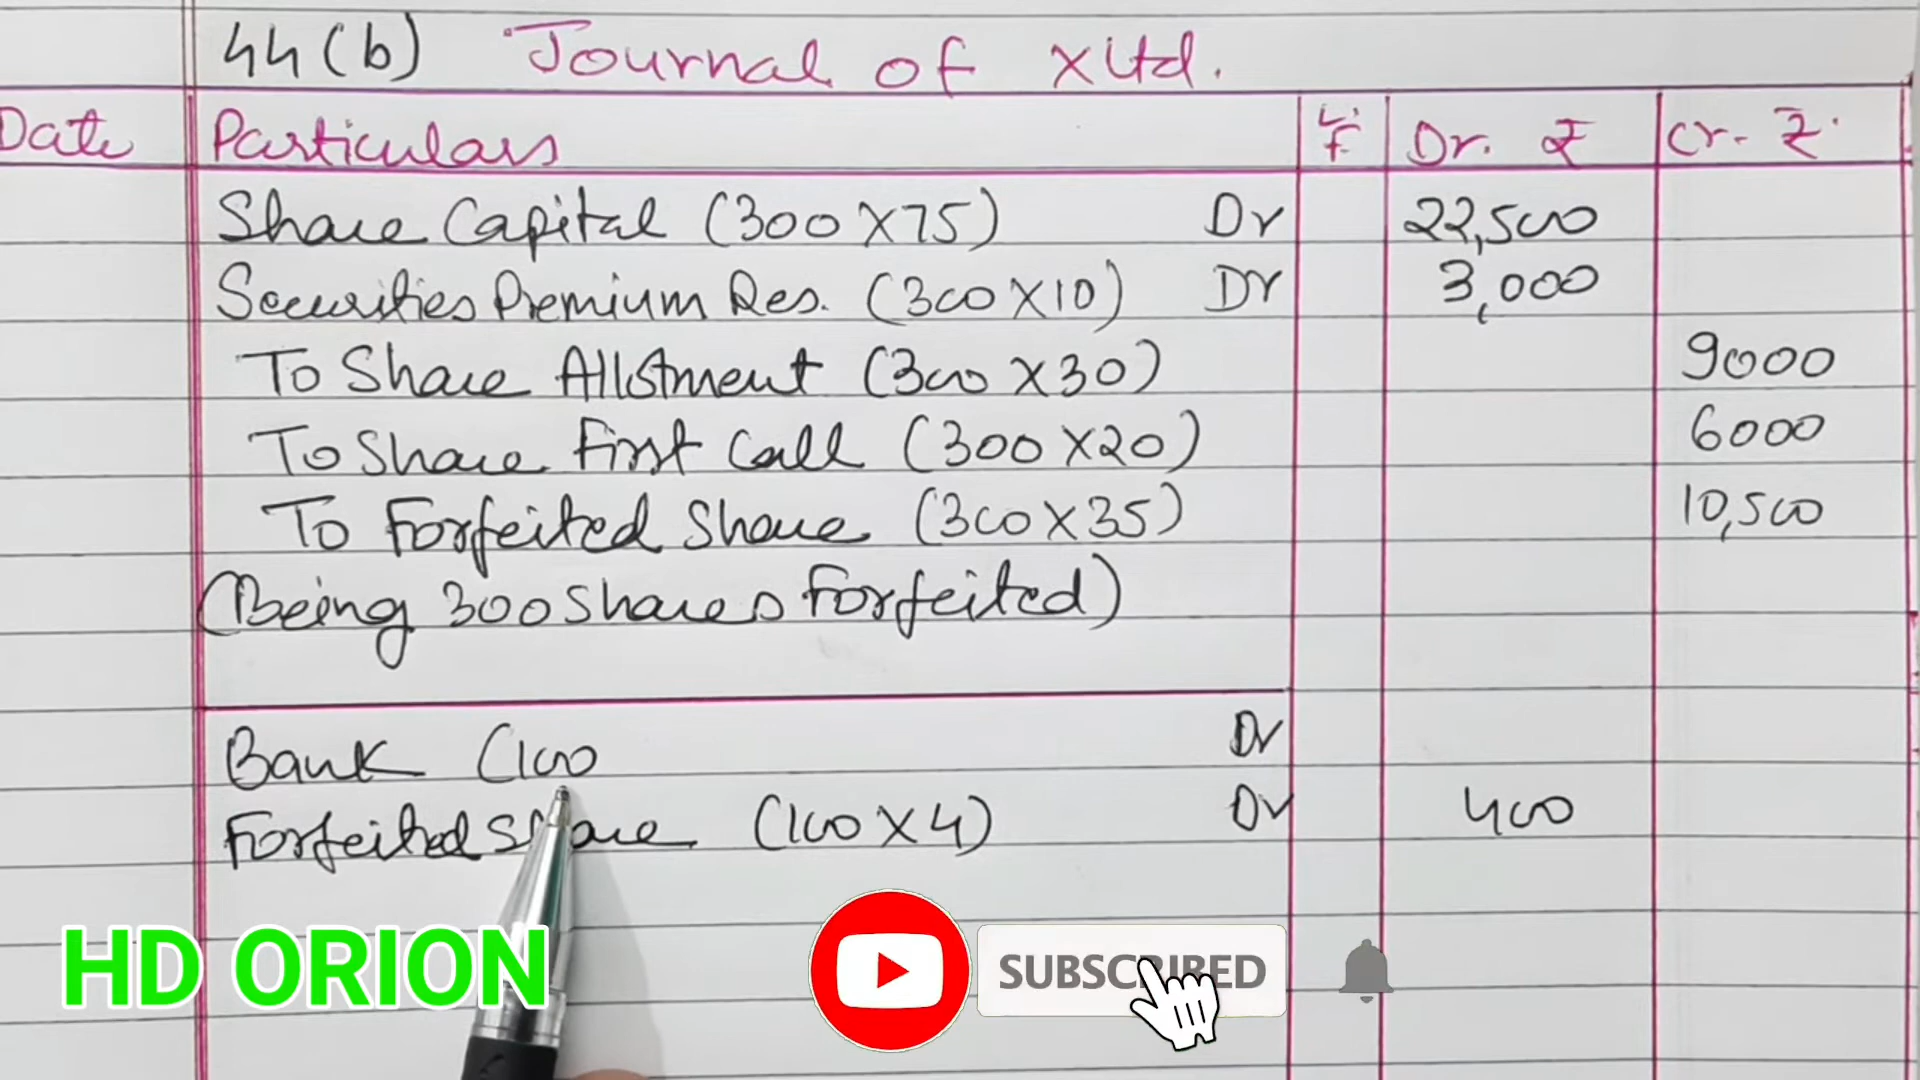 44(b) Journal of X Ltd.
Date Particulars L.F. Dr. ₹ Cr. ₹
Share Capital (300X75) Dr 22,500
Securities Premium Res. (300X10) Dr 3,000
To Share Allotment (300X30) 9000
To Share First Call (300X20) 6000
To Forfeited Share (300X35) 10,500
(Being 300 Shares Forfeited)
Bank (100 Dr
Forfeited Share (100X4) Dr 400
HD ORION
SUBSCRIBED